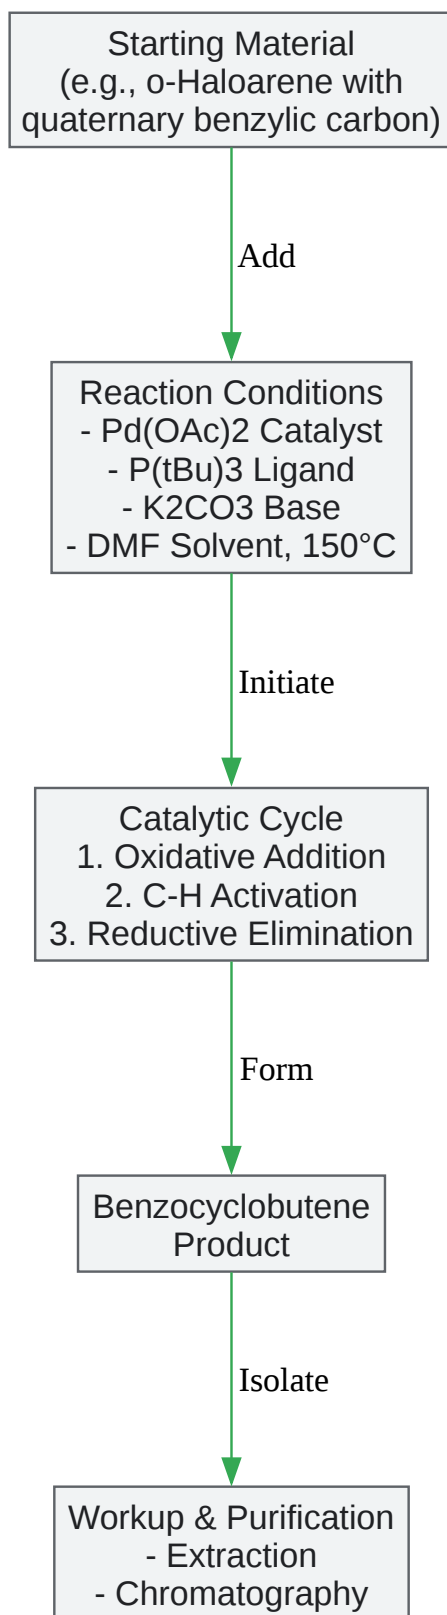 Starting Material
(e.g., o-Haloarene with
quaternary benzylic carbon)
Add
Reaction Conditions
- Pd(OAc)2 Catalyst
- P(tBu)3 Ligand
- K2CO3 Base
- DMF Solvent, 150°C
Initiate
Catalytic Cycle
1. Oxidative Addition
2. C-H Activation
3. Reductive Elimination
Form
Benzocyclobutene
Product
Isolate
Workup & Purification
- Extraction
- Chromatography